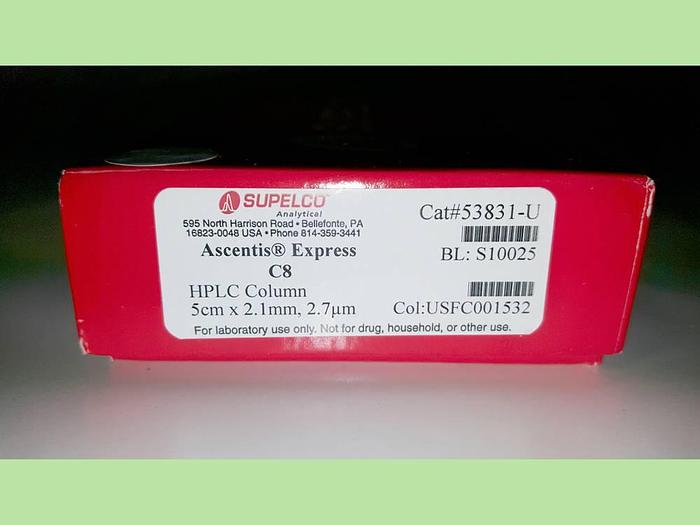 SUPELCO
Analytical
595 North Harrison Road • Bellefonte, PA
16823-0048 USA • Phone 814-359-3441
Ascentis® Express
C8
HPLC Column
5cm x 2.1mm, 2.7µm
For laboratory use only. Not for drug, household, or other use.
Cat#53831-U
BL: S10025
Col:USFC001532